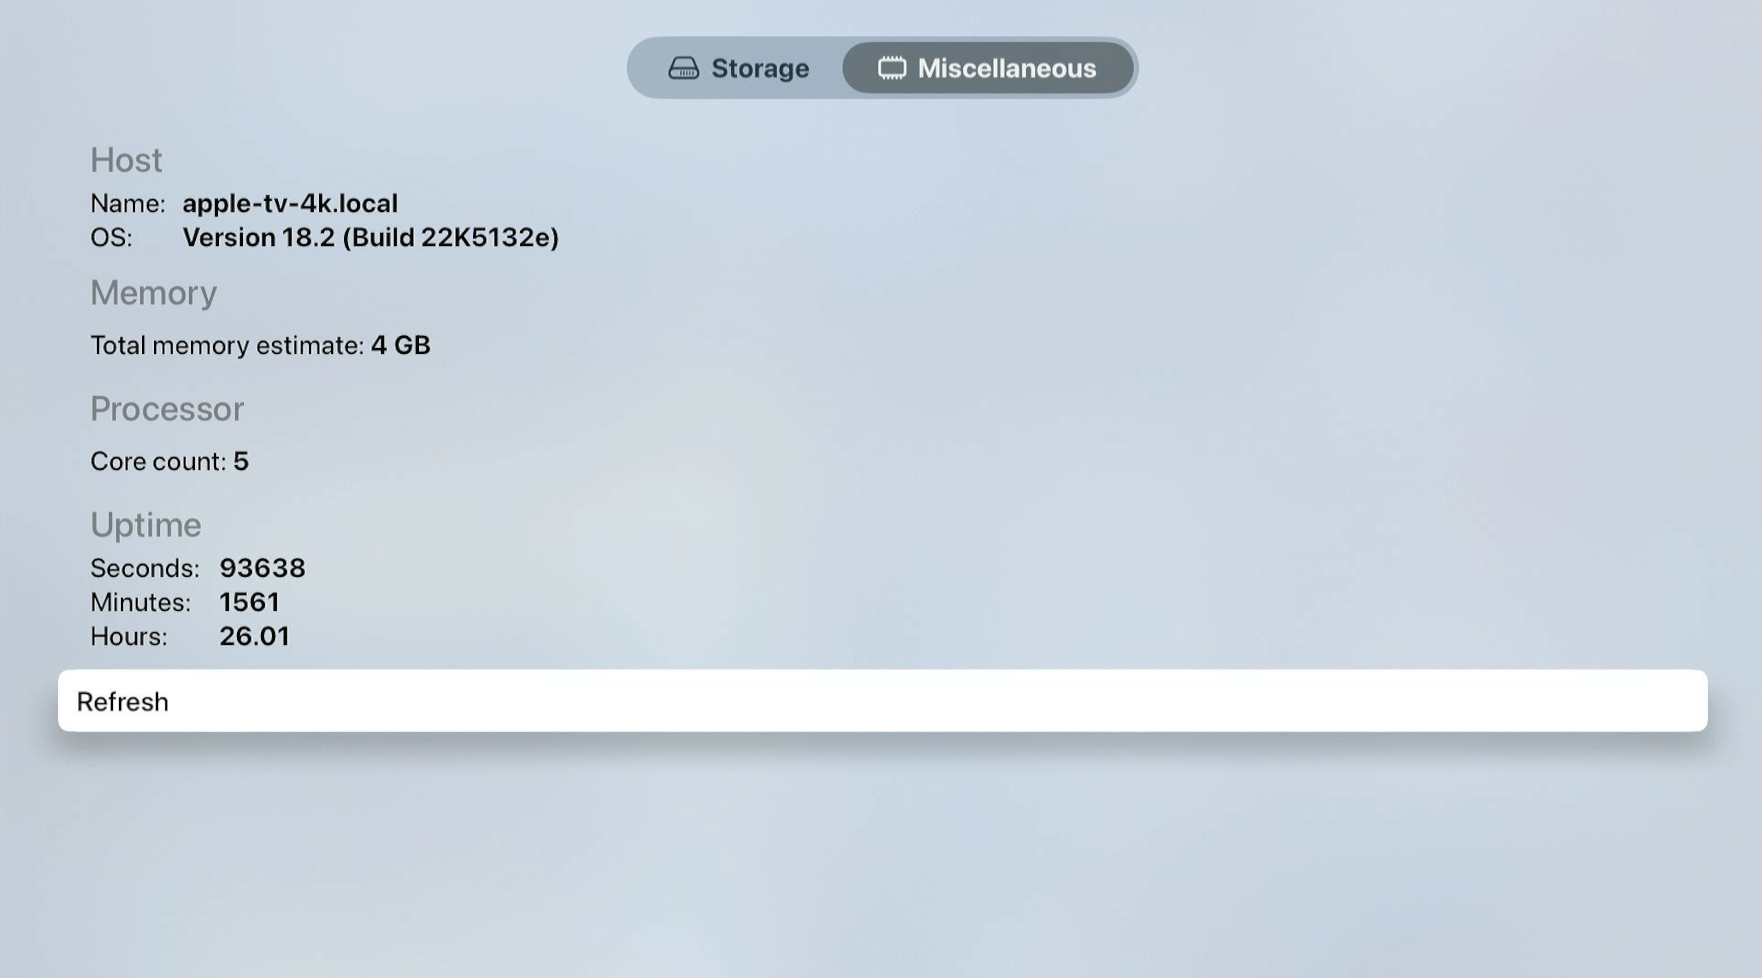 Storage
Miscellaneous
Host
Name: apple-tv-4k.local
OS: Version 18.2 (Build 22K5132e)
Memory
Total memory estimate: 4 GB
Processor
Core count: 5
Uptime
Seconds: 93638
Minutes: 1561
Hours: 26.01
Refresh